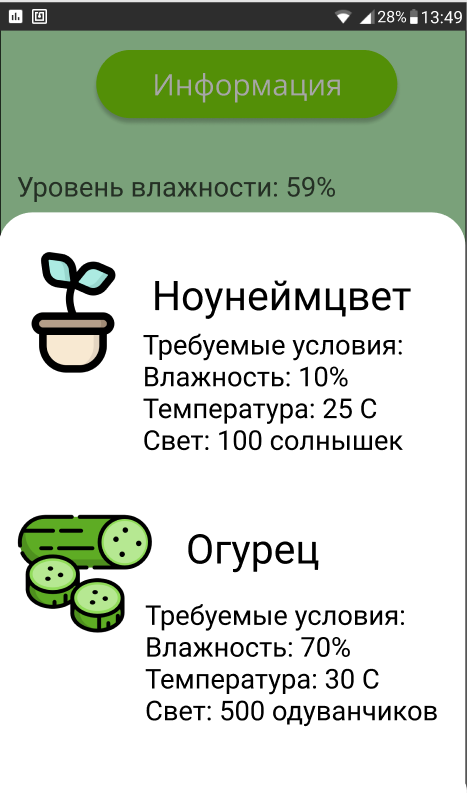 28% 13:49
Информация
Уровень влажности: 59%
Ноунеймцвет
Требуемые условия:
Влажность: 10%
Температура: 25 С
Свет: 100 солнышек
Огурец
Требуемые условия:
Влажность: 70%
Температура: 30 С
Свет: 500 одуванчиков